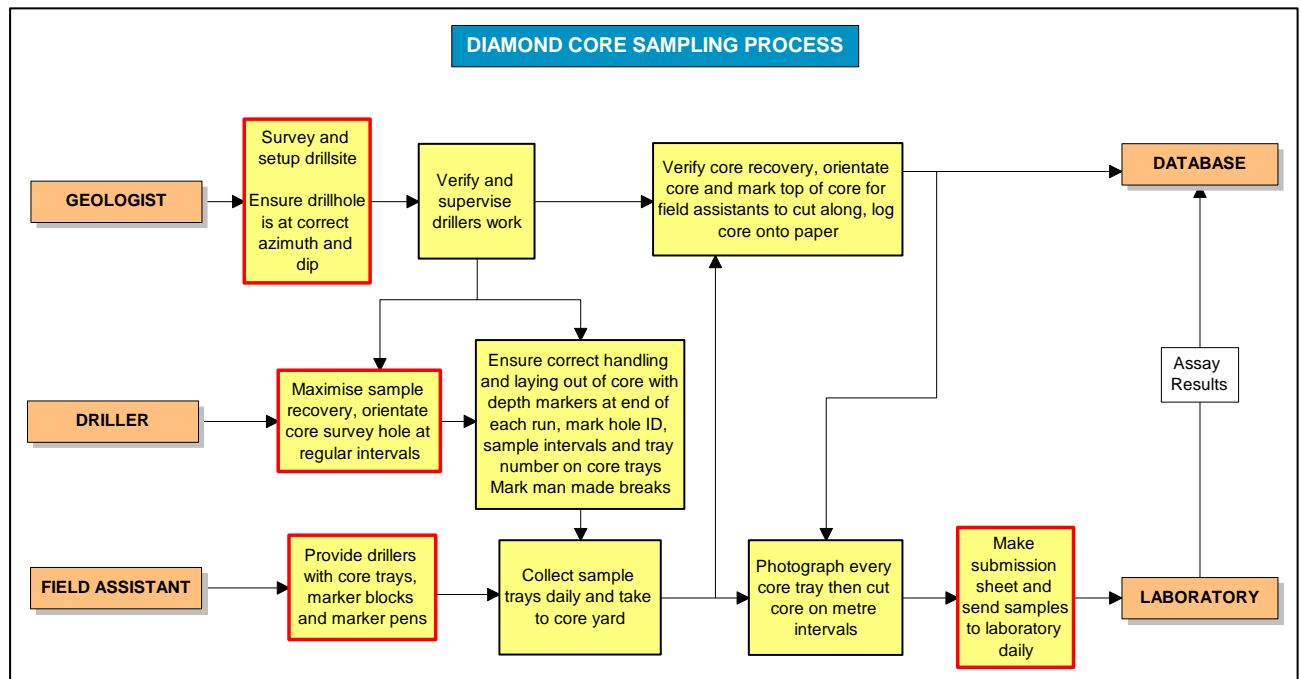 DIAMOND CORE SAMPLING PROCESS
GEOLOGIST
Survey and
setup drillsite
Ensure drillhole
is at correct
azimuth and
dip
Verify and
supervise
drillers work
Verify core recovery, orientate
core and mark top of core for
field assistants to cut along, log
core onto paper
DATABASE
DRILLER
Maximise sample
recovery, orientate
core survey hole at
regular intervals
Ensure correct handling
and laying out of core with
depth markers at end of
each run, mark hole ID,
sample intervals and tray
number on core trays
Mark man made breaks
Assay
Results
FIELD ASSISTANT
Provide drillers
with core trays,
marker blocks
and marker pens
Collect sample
trays daily and take
to core yard
Photograph every
core tray then cut
core on metre
intervals
Make
submission
sheet and
send samples
to laboratory
daily
LABORATORY